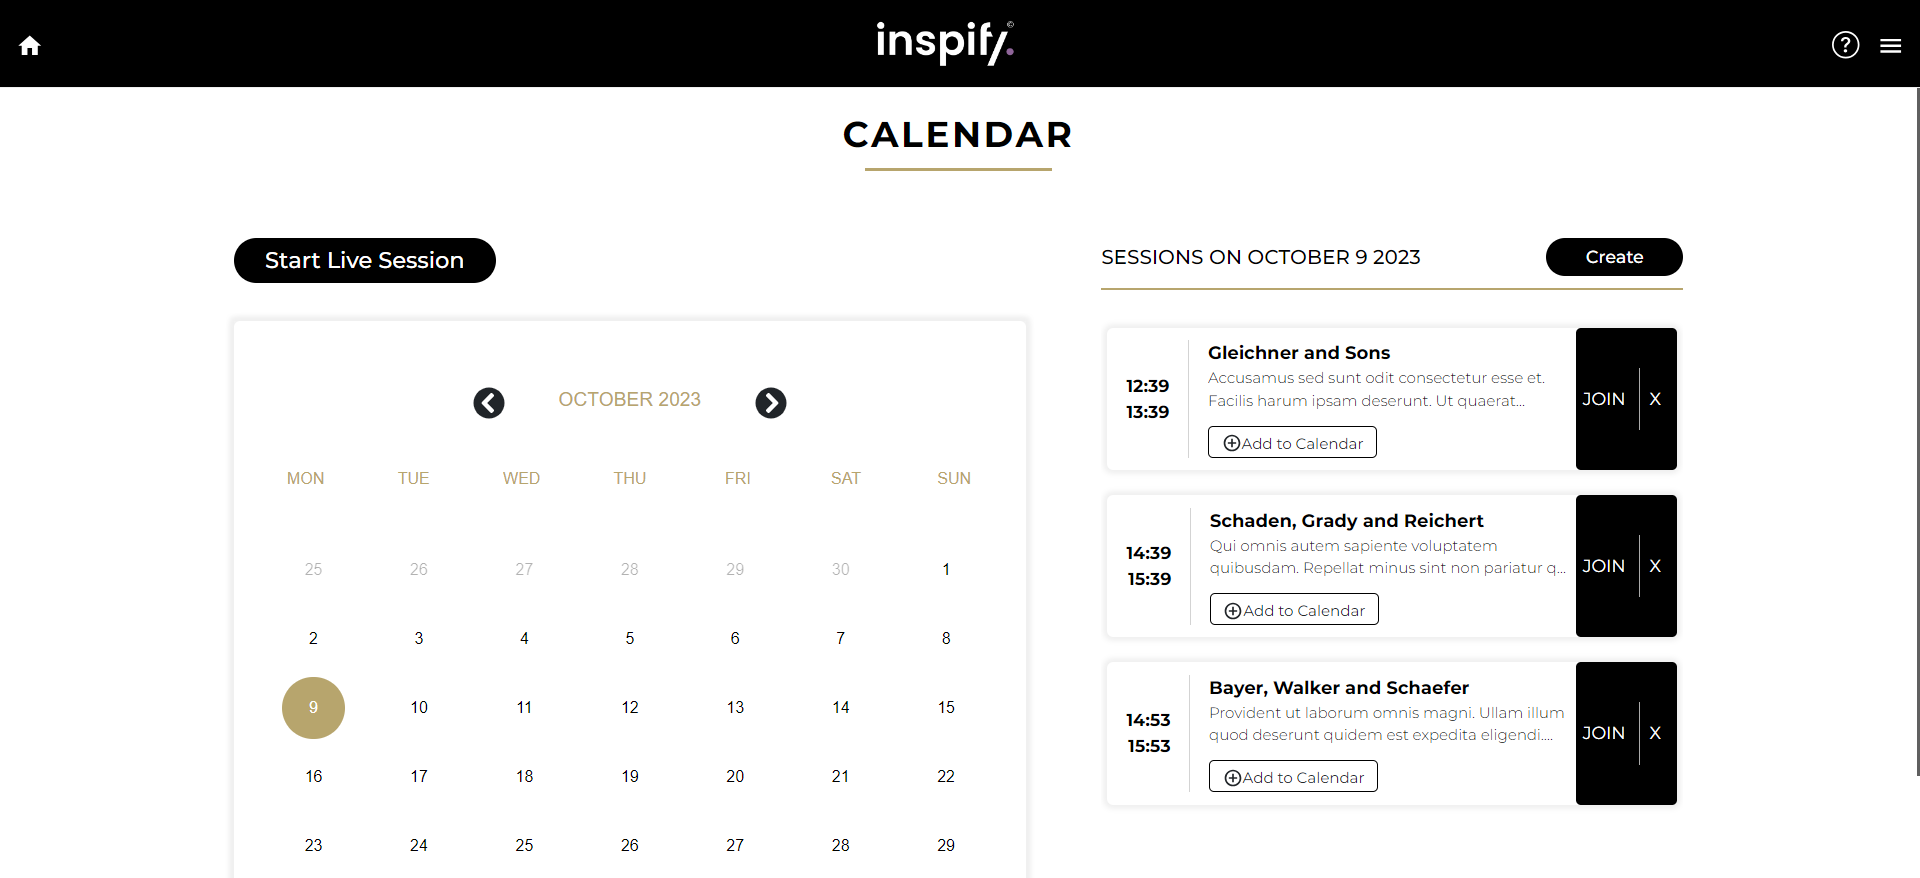 inspify.©
?
CALENDAR
Start Live Session
OCTOBER 2023
MON TUE WED THU FRI SAT SUN
25 26 27 28 29 30 1
2 3 4 5 6 7 8
9 10 11 12 13 14 15
16 17 18 19 20 21 22
23 24 25 26 27 28 29
SESSIONS ON OCTOBER 9 2023
Create
12:39
13:39
Gleichner and Sons
Accusamus sed sunt odit consectetur esse et.
Facilis harum ipsam deserunt. Ut quaerat...
Add to Calendar
JOIN X
14:39
15:39
Schaden, Grady and Reichert
Qui omnis autem sapiente voluptatem
quibusdam. Repellat minus sint non pariatur q...
Add to Calendar
JOIN X
14:53
15:53
Bayer, Walker and Schaefer
Provident ut laborum omnis magni. Ullam illum
quod deserunt quidem est expedita eligendi....
Add to Calendar
JOIN X